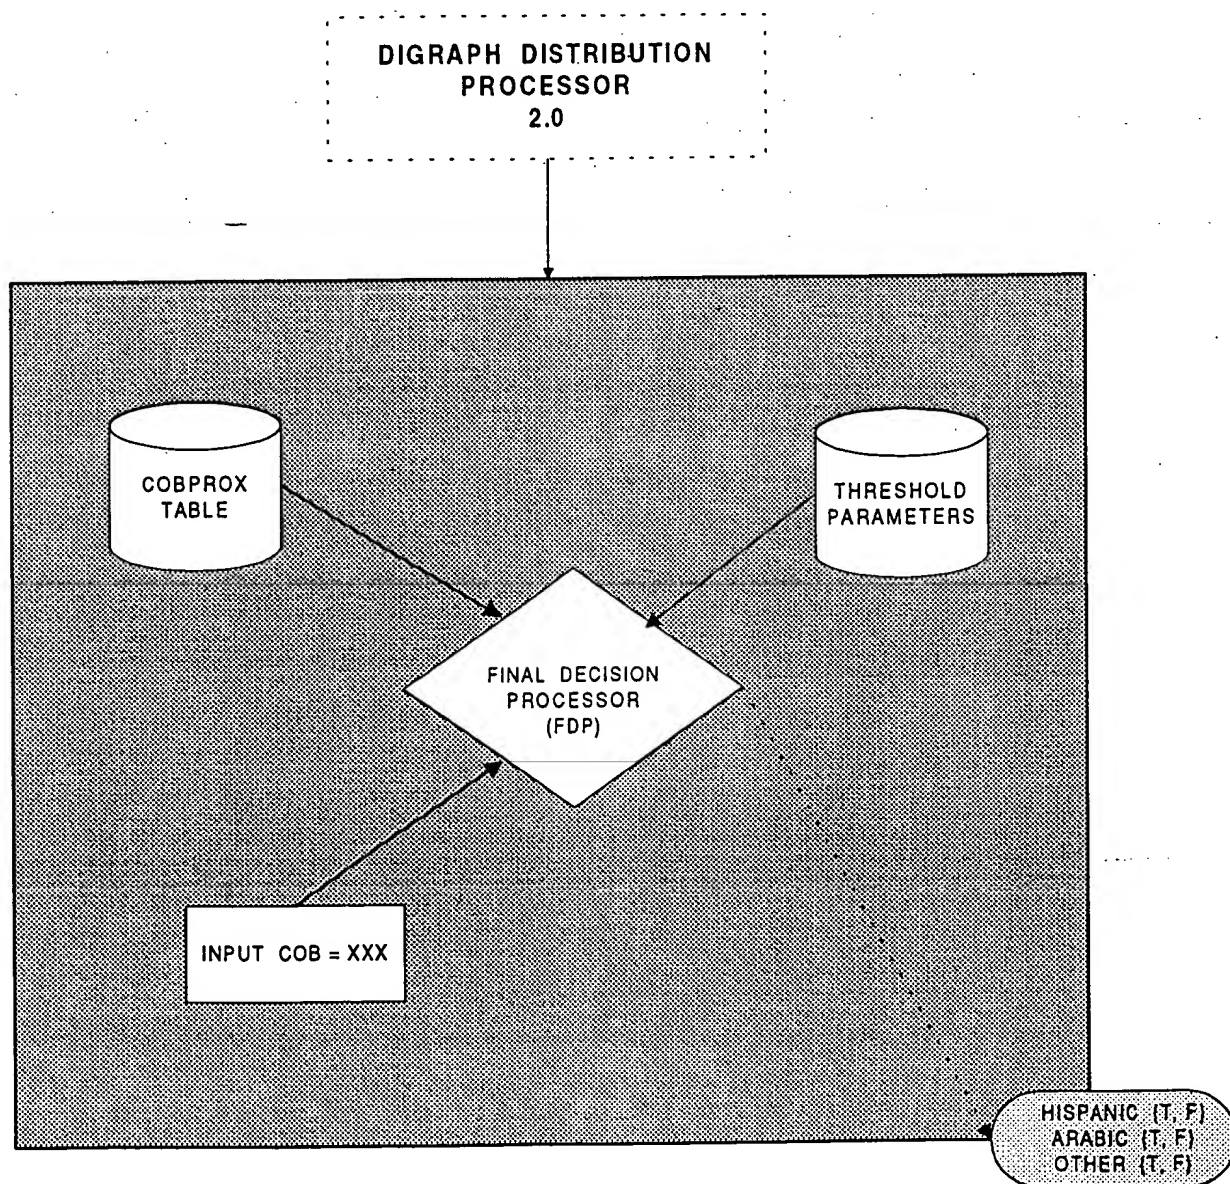 DIGRAPH DISTRIBUTION
PROCESSOR
2.0
COBPROX
TABLE
THRESHOLD
PARAMETERS
FINAL DECISION
PROCESSOR
(FDP)
INPUT COB = XXX
HISPANIC (T, F)
ARABIC (T, F)
OTHER (T, F)